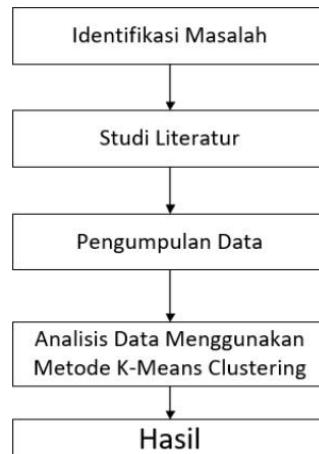 Identifikasi Masalah
Studi Literatur
Pengumpulan Data
Analisis Data Menggunakan
Metode K-Means Clustering
Hasil